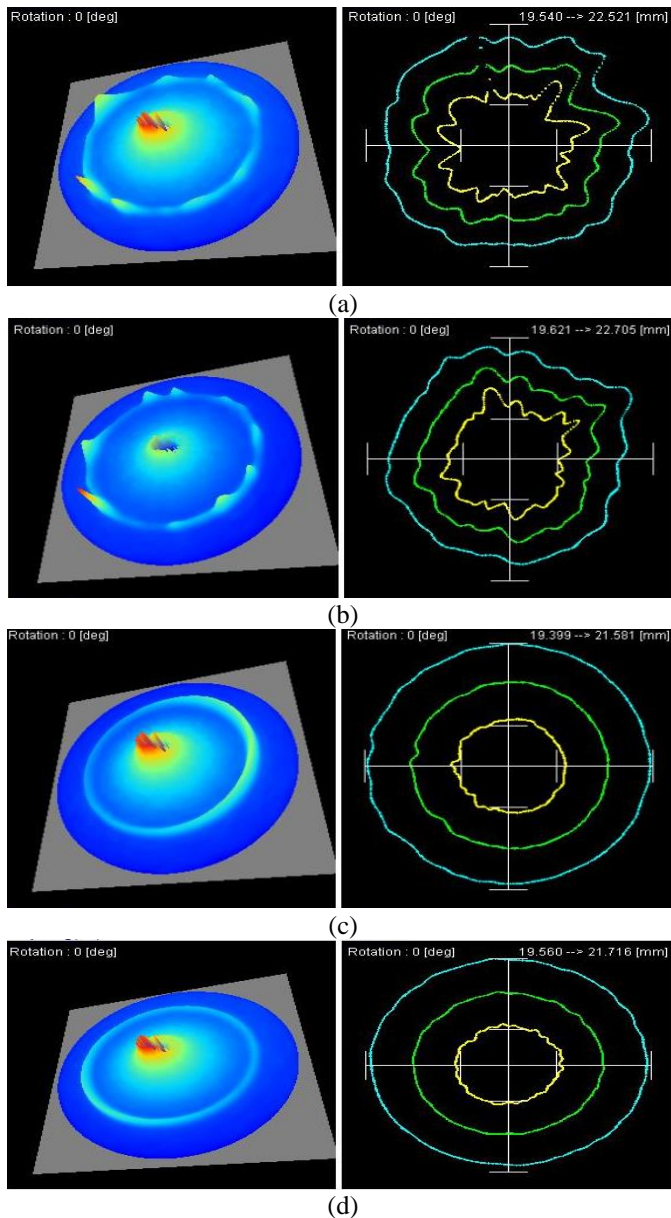 Rotation : 0 [deg]
Rotation : 0 [deg] 19.540 --> 22.521 [mm]
(a)
Rotation : 0 [deg]
Rotation : 0 [deg] 19.621 --> 22.705 [mm]
(b)
Rotation : 0 [deg]
Rotation : 0 [deg] 19.399 --> 21.581 [mm]
(c)
Rotation : 0 [deg]
Rotation : 0 [deg] 19.560 --> 21.716 [mm]
(d)